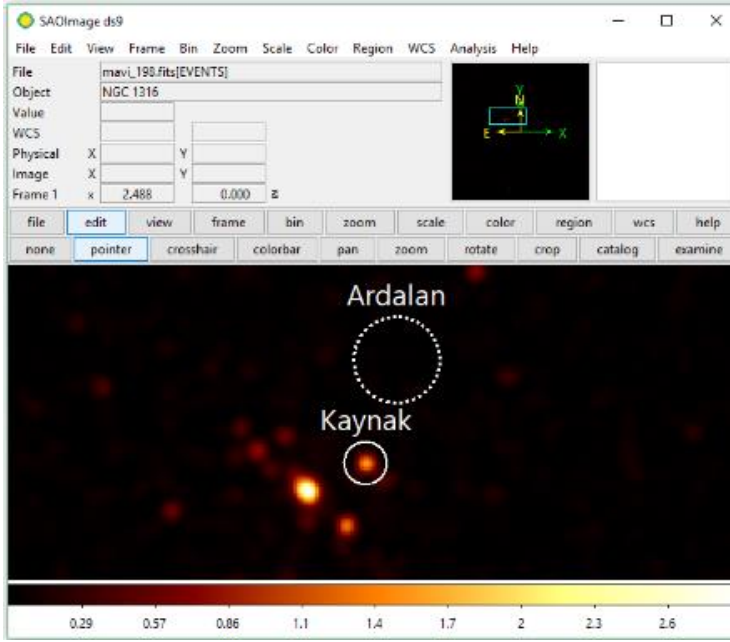 SAOImage ds9
File Edit View Frame Bin Zoom Scale Color Region WCS Analysis Help
File mavi_198.fits[EVENTS]
Object NGC 1316
Value
WCS
Physical X Y
Image X Y
Frame 1 x 2.488 0.000
Y
N
E X
file edit view frame bin zoom scale color region wcs help
none pointer crosshair colorbar pan zoom rotate crop catalog examine
Ardalan
Kaynak
0.29 0.57 0.86 1.1 1.4 1.7 2 2.3 2.6